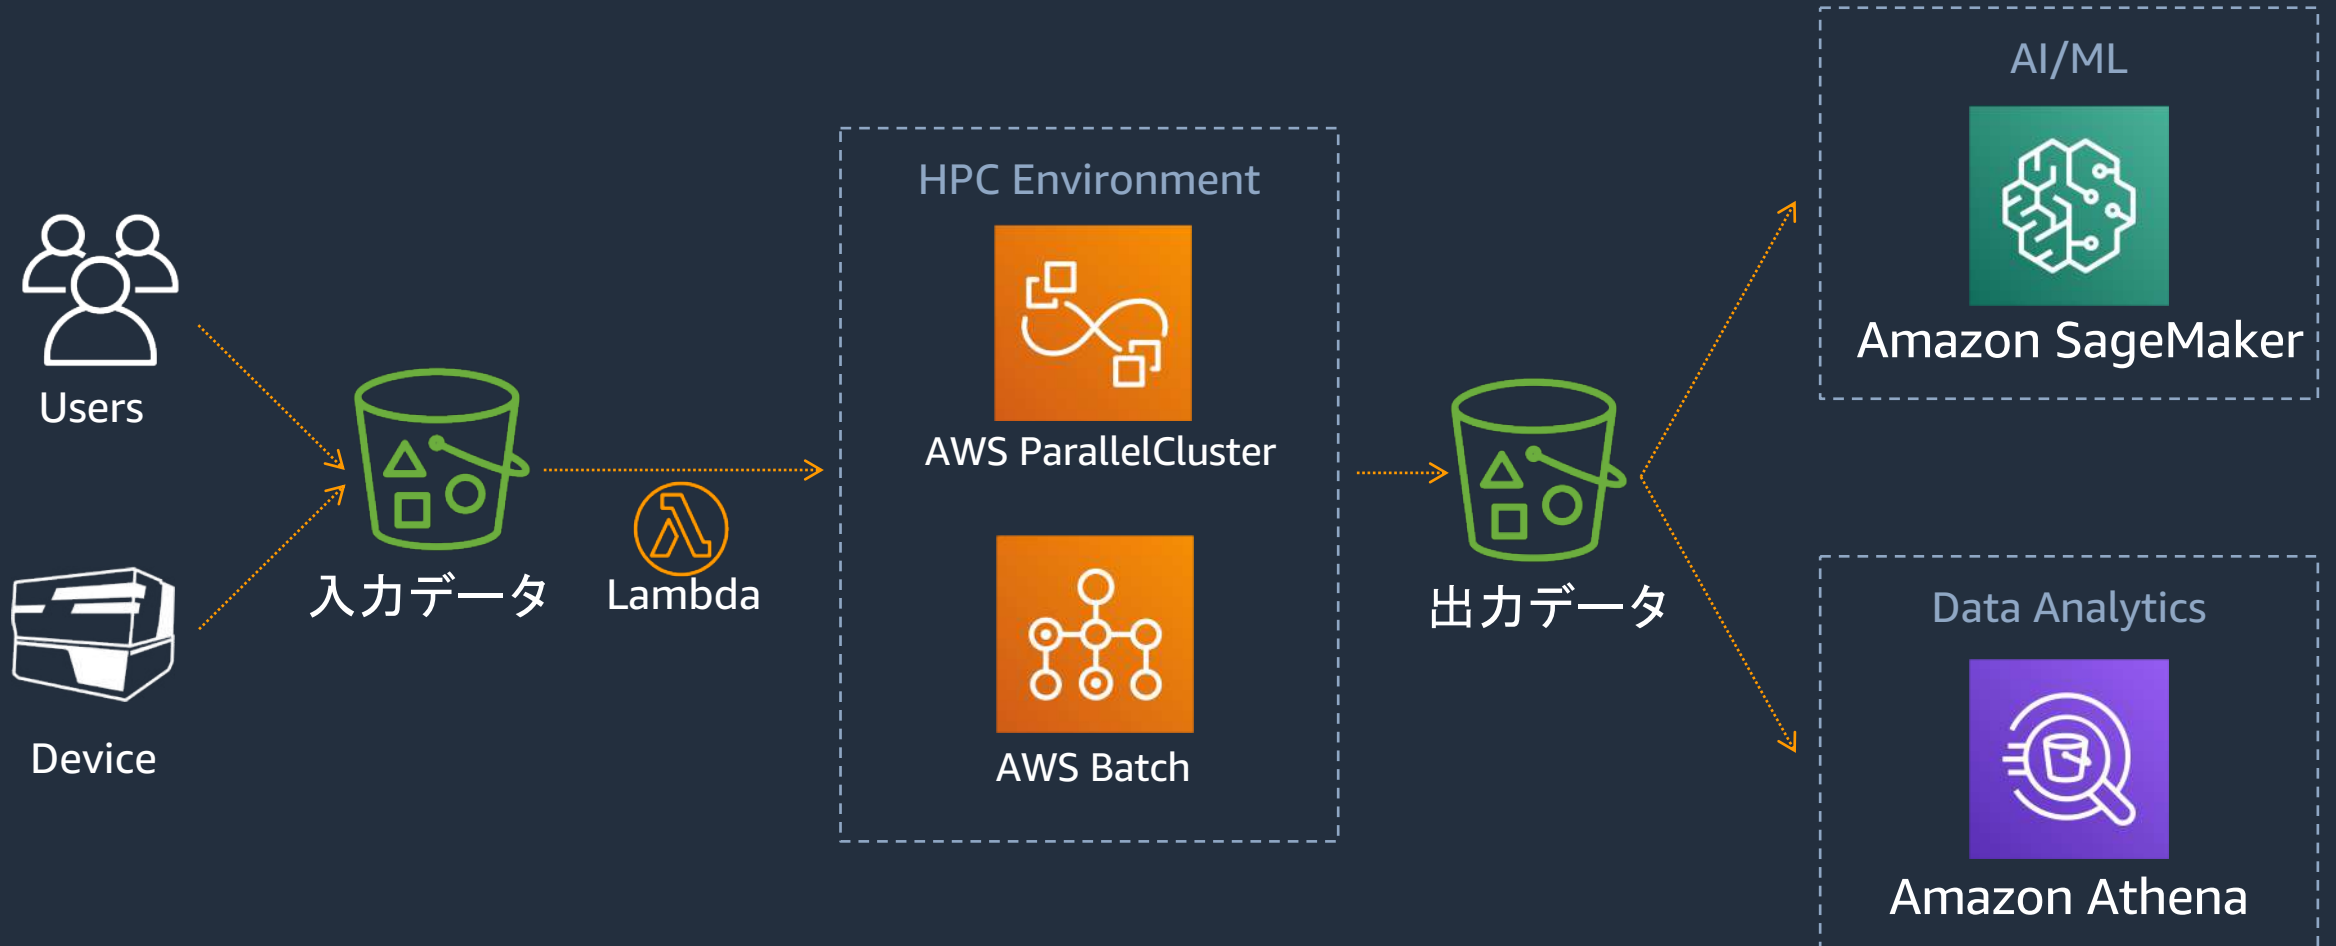 Users
Device
入力データ
Lambda
HPC Environment
AWS ParallelCluster
AWS Batch
出力データ
AI/ML
Amazon SageMaker
Data Analytics
Amazon Athena